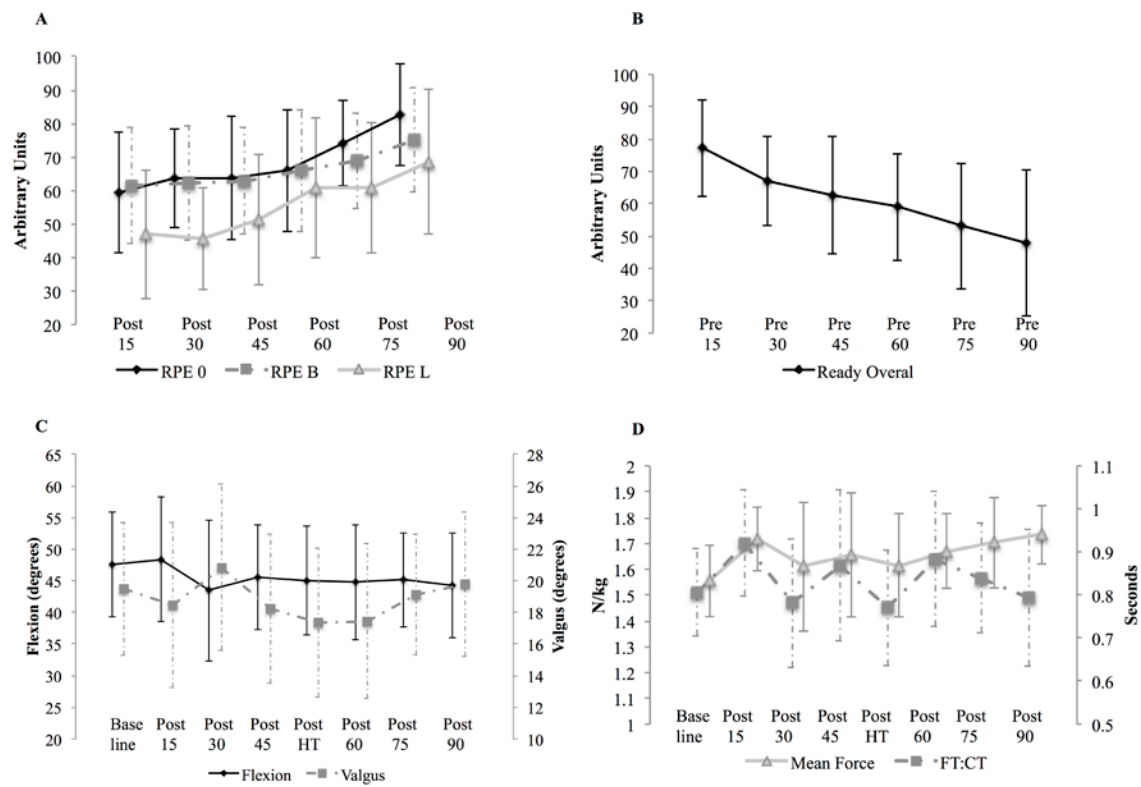 A
Arbitrary Units
100
90
80
70
60
50
40
30
20
Post Post Post Post Post Post
15 30 45 60 75 90
RPE 0 RPE B RPE L
B
Arbitrary Units
100
90
80
70
60
50
40
30
20
Pre Pre Pre Pre Pre Pre
15 30 45 60 75 90
Ready Overal
C
Flexion (degrees)
65
60
55
50
45
40
35
30
25
20
Valgus (degrees)
28
26
24
22
20
18
16
14
12
10
Base Post Post Post Post Post Post Post
line 15 30 45 HT 60 75 90
Flexion Valgus
D
N/kg
2
1.9
1.8
1.7
1.6
1.5
1.4
1.3
1.2
1.1
1
Seconds
1.1
1
0.9
0.8
0.7
0.6
0.5
Base Post Post Post Post Post Post Post
line 15 30 45 HT 60 75 90
Mean Force FT:CT